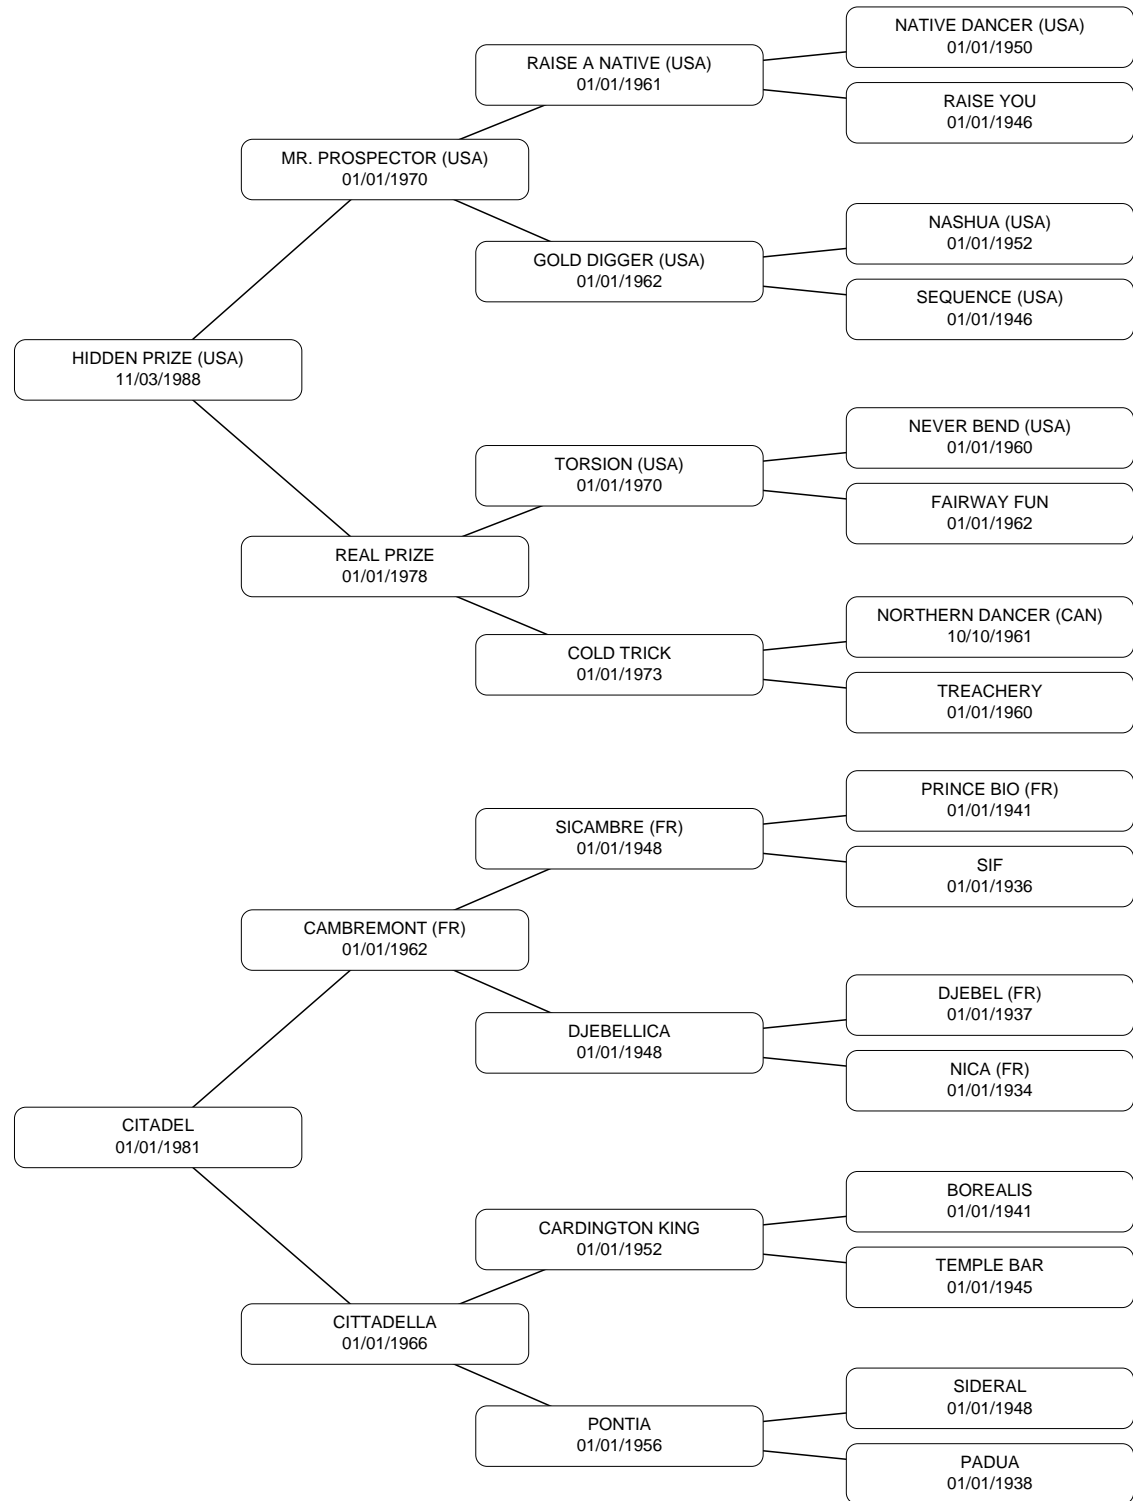 NATIVE DANCER (USA)
01/01/1950
RAISE A NATIVE (USA)
01/01/1961
RAISE YOU
01/01/1946
MR. PROSPECTOR (USA)
01/01/1970
NASHUA (USA)
01/01/1952
GOLD DIGGER (USA)
01/01/1962
SEQUENCE (USA)
01/01/1946
HIDDEN PRIZE (USA)
11/03/1988
NEVER BEND (USA)
01/01/1960
TORSION (USA)
01/01/1970
FAIRWAY FUN
01/01/1962
REAL PRIZE
01/01/1978
NORTHERN DANCER (CAN)
10/10/1961
COLD TRICK
01/01/1973
TREACHERY
01/01/1960
PRINCE BIO (FR)
01/01/1941
SICAMBRE (FR)
01/01/1948
SIF
01/01/1936
CAMBREMONT (FR)
01/01/1962
DJEBEL (FR)
01/01/1937
DJEBELLICA
01/01/1948
NICA (FR)
01/01/1934
CITADEL
01/01/1981
BOREALIS
01/01/1941
CARDINGTON KING
01/01/1952
TEMPLE BAR
01/01/1945
CITTADELLA
01/01/1966
SIDERAL
01/01/1948
PONTIA
01/01/1956
PADUA
01/01/1938